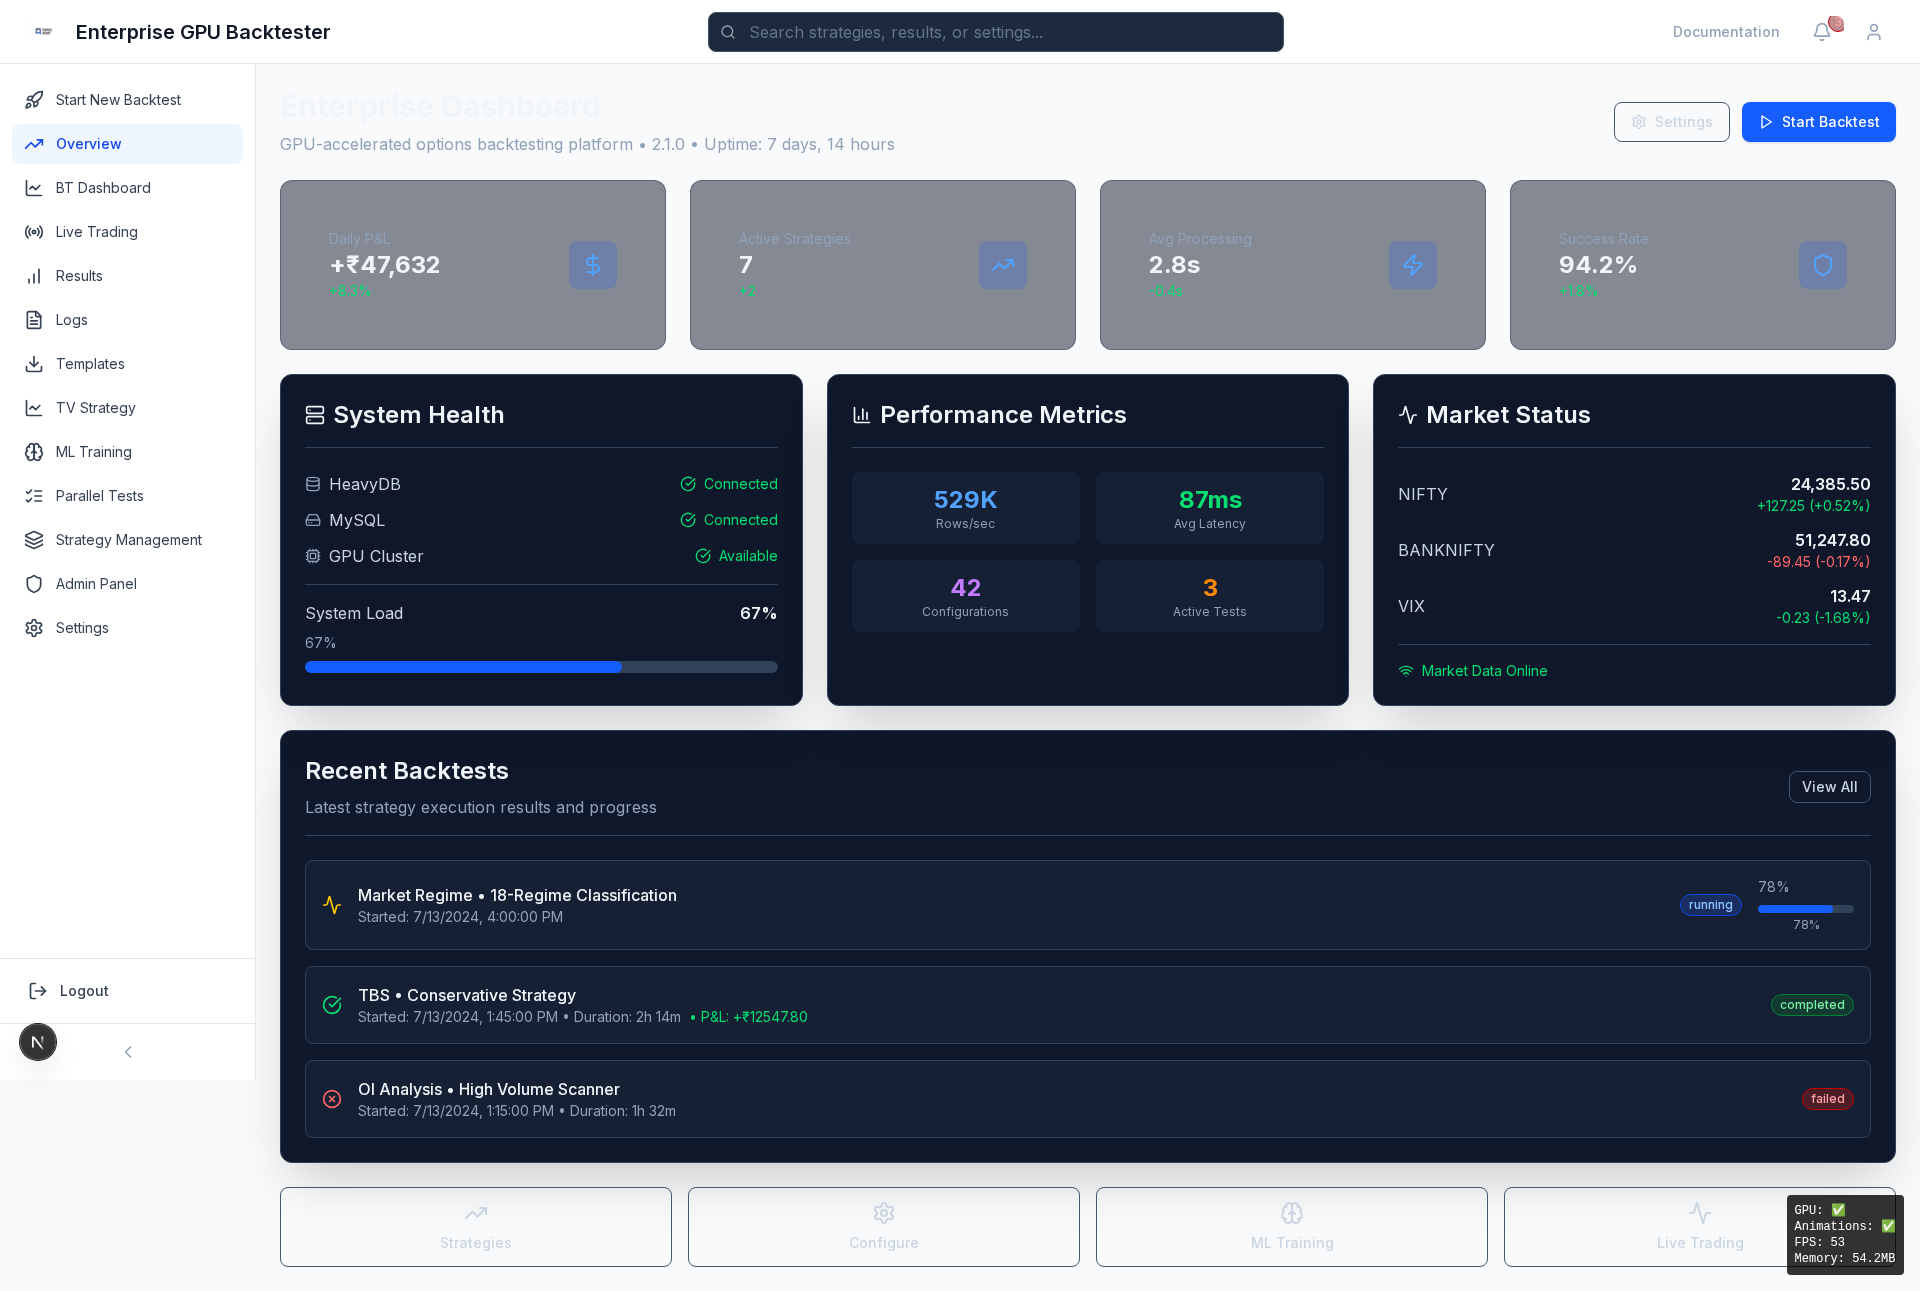 Enterprise GPU Backtester
Search strategies, results, or settings...
Documentation
3
Start New Backtest
Overview
BT Dashboard
Live Trading
Results
Logs
Templates
TV Strategy
ML Training
Parallel Tests
Strategy Management
Admin Panel
Settings
Logout
N
Enterprise Dashboard
GPU-accelerated options backtesting platform • 2.1.0 • Uptime: 7 days, 14 hours
Settings
Start Backtest
Daily P&L
+₹47,632
+8.3%
Active Strategies
7
+2
Avg Processing
2.8s
-0.4s
Success Rate
94.2%
+1.8%
System Health
HeavyDB
Connected
MySQL
Connected
GPU Cluster
Available
System Load
67%
67%
Performance Metrics
529K
Rows/sec
87ms
Avg Latency
42
Configurations
3
Active Tests
Market Status
NIFTY
24,385.50
+127.25 (+0.52%)
BANKNIFTY
51,247.80
-89.45 (-0.17%)
VIX
13.47
-0.23 (-1.68%)
Market Data Online
Recent Backtests
Latest strategy execution results and progress
View All
Market Regime • 18-Regime Classification
Started: 7/13/2024, 4:00:00 PM
running
78%
78%
TBS • Conservative Strategy
Started: 7/13/2024, 1:45:00 PM • Duration: 2h 14m • P&L: +₹12547.80
completed
OI Analysis • High Volume Scanner
Started: 7/13/2024, 1:15:00 PM • Duration: 1h 32m
failed
Strategies
Configure
ML Training
Live Trading
GPU: ✅
Animations: ✅
FPS: 53
Memory: 54.2MB